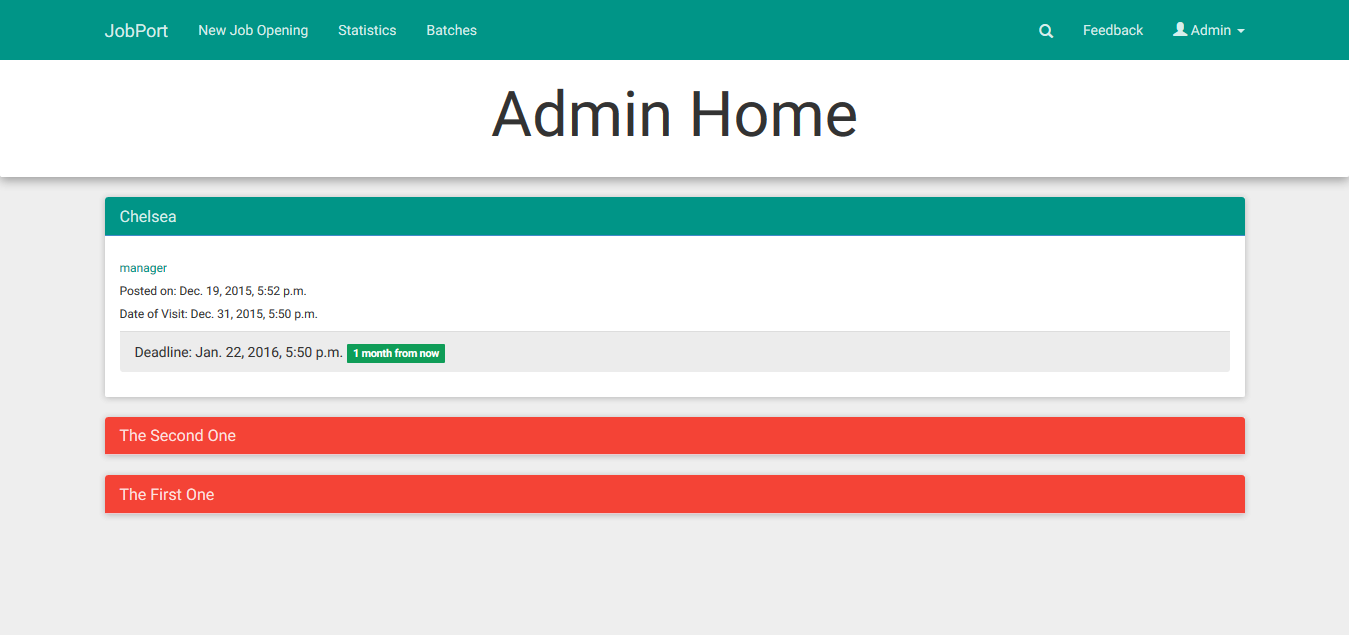 JobPort New Job Opening Statistics Batches Feedback Admin
Admin Home
Chelsea
manager
Posted on: Dec. 19, 2015, 5:52 p.m.
Date of Visit: Dec. 31, 2015, 5:50 p.m.
Deadline: Jan. 22, 2016, 5:50 p.m. 1 month from now
The Second One
The First One